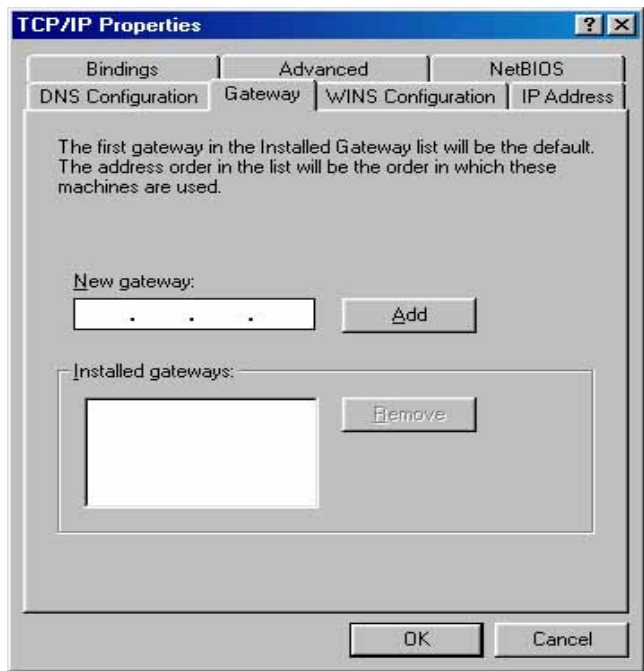 TCP/IP Properties
Bindings
Advanced
NetBIOS
DNS Configuration
Gateway
WINS Configuration
IP Address
The first gateway in the Installed Gateway list will be the default.
The address order in the list will be the order in which these
machines are used.
New gateway:
. . .
Add
Installed gateways:
Remove
OK
Cancel